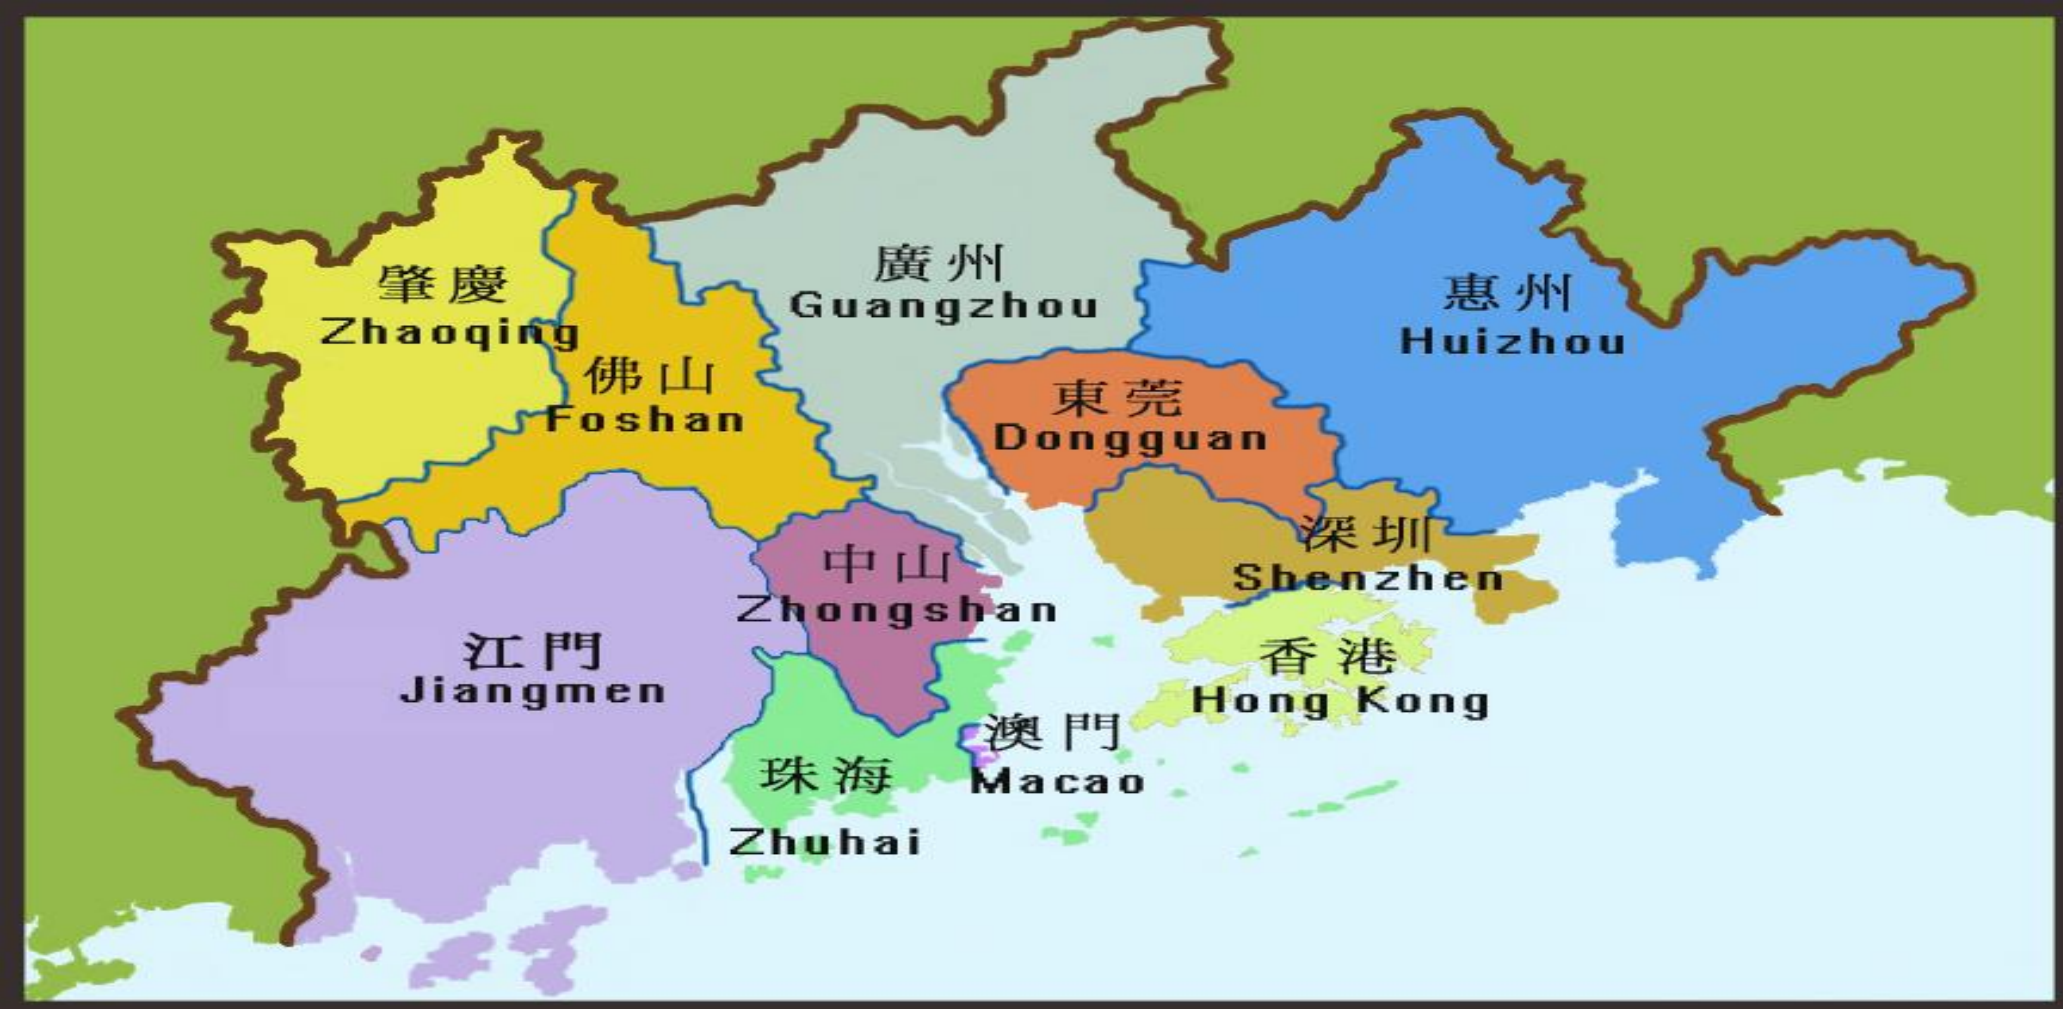 廣州
Guangzhou
肇慶
Zhaoqing
惠州
Huizhou
佛山
Foshan
東莞
Dongguan
深圳
Shenzhen
中山
Zhongshan
江門
Jiangmen
香港
Hong Kong
澳門
Macao
珠海
Zhuhai